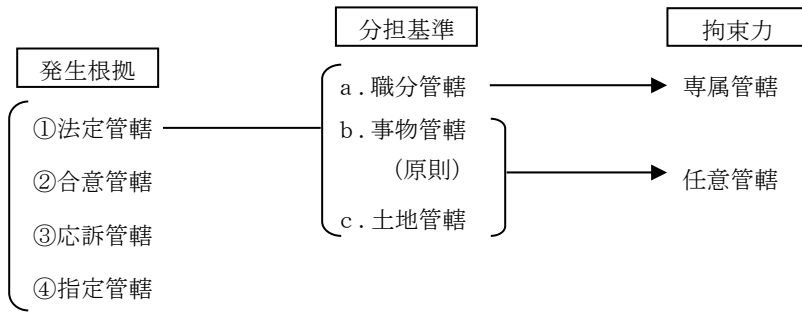 発生根拠
①法定管轄
②合意管轄
③応訴管轄
④指定管轄
分担基準
a．職分管轄
b．事物管轄
（原則）
c．土地管轄
拘束力
専属管轄
任意管轄